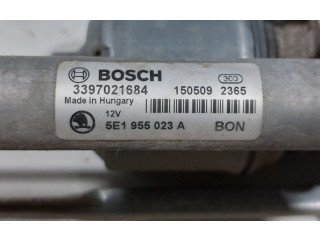 BOSCH
3397021684 150509 2365
Made in Hungary
12V
5E1 955 023 A BON